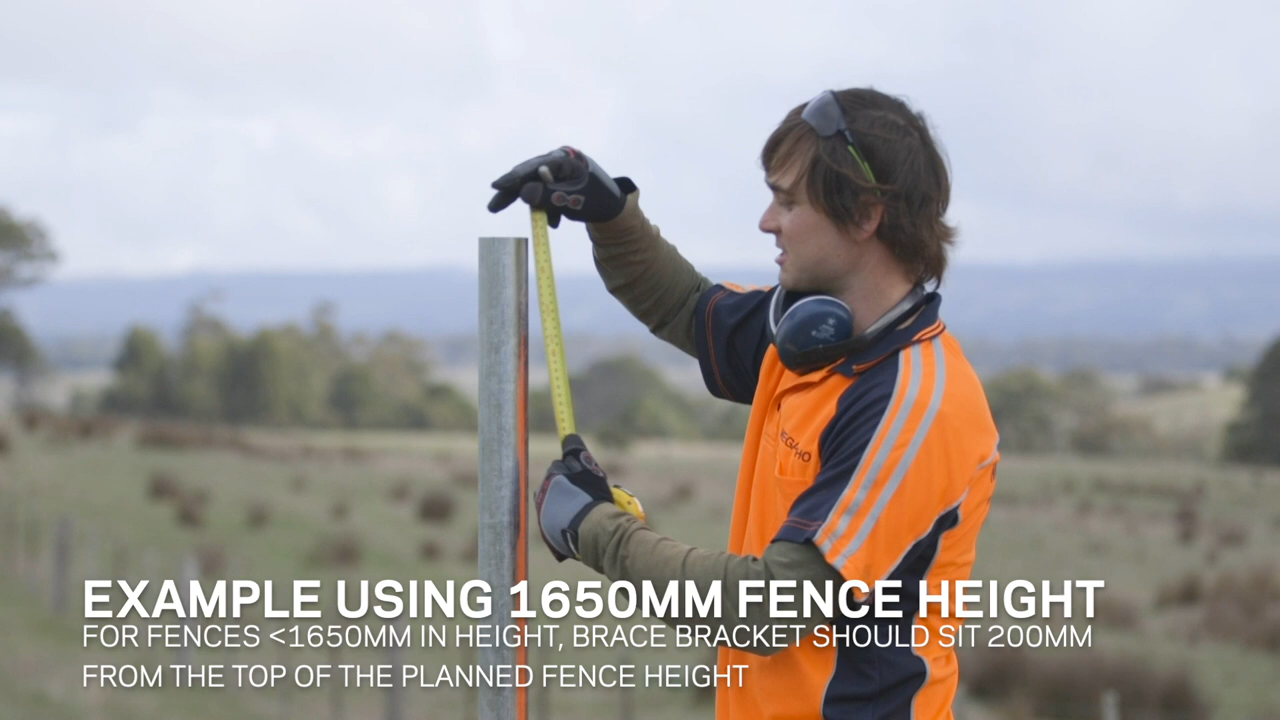 EXAMPLE USING 1650MM FENCE HEIGHT
FOR FENCES <1650MM IN HEIGHT, BRACE BRACKET SHOULD SIT 200MM
FROM THE TOP OF THE PLANNED FENCE HEIGHT